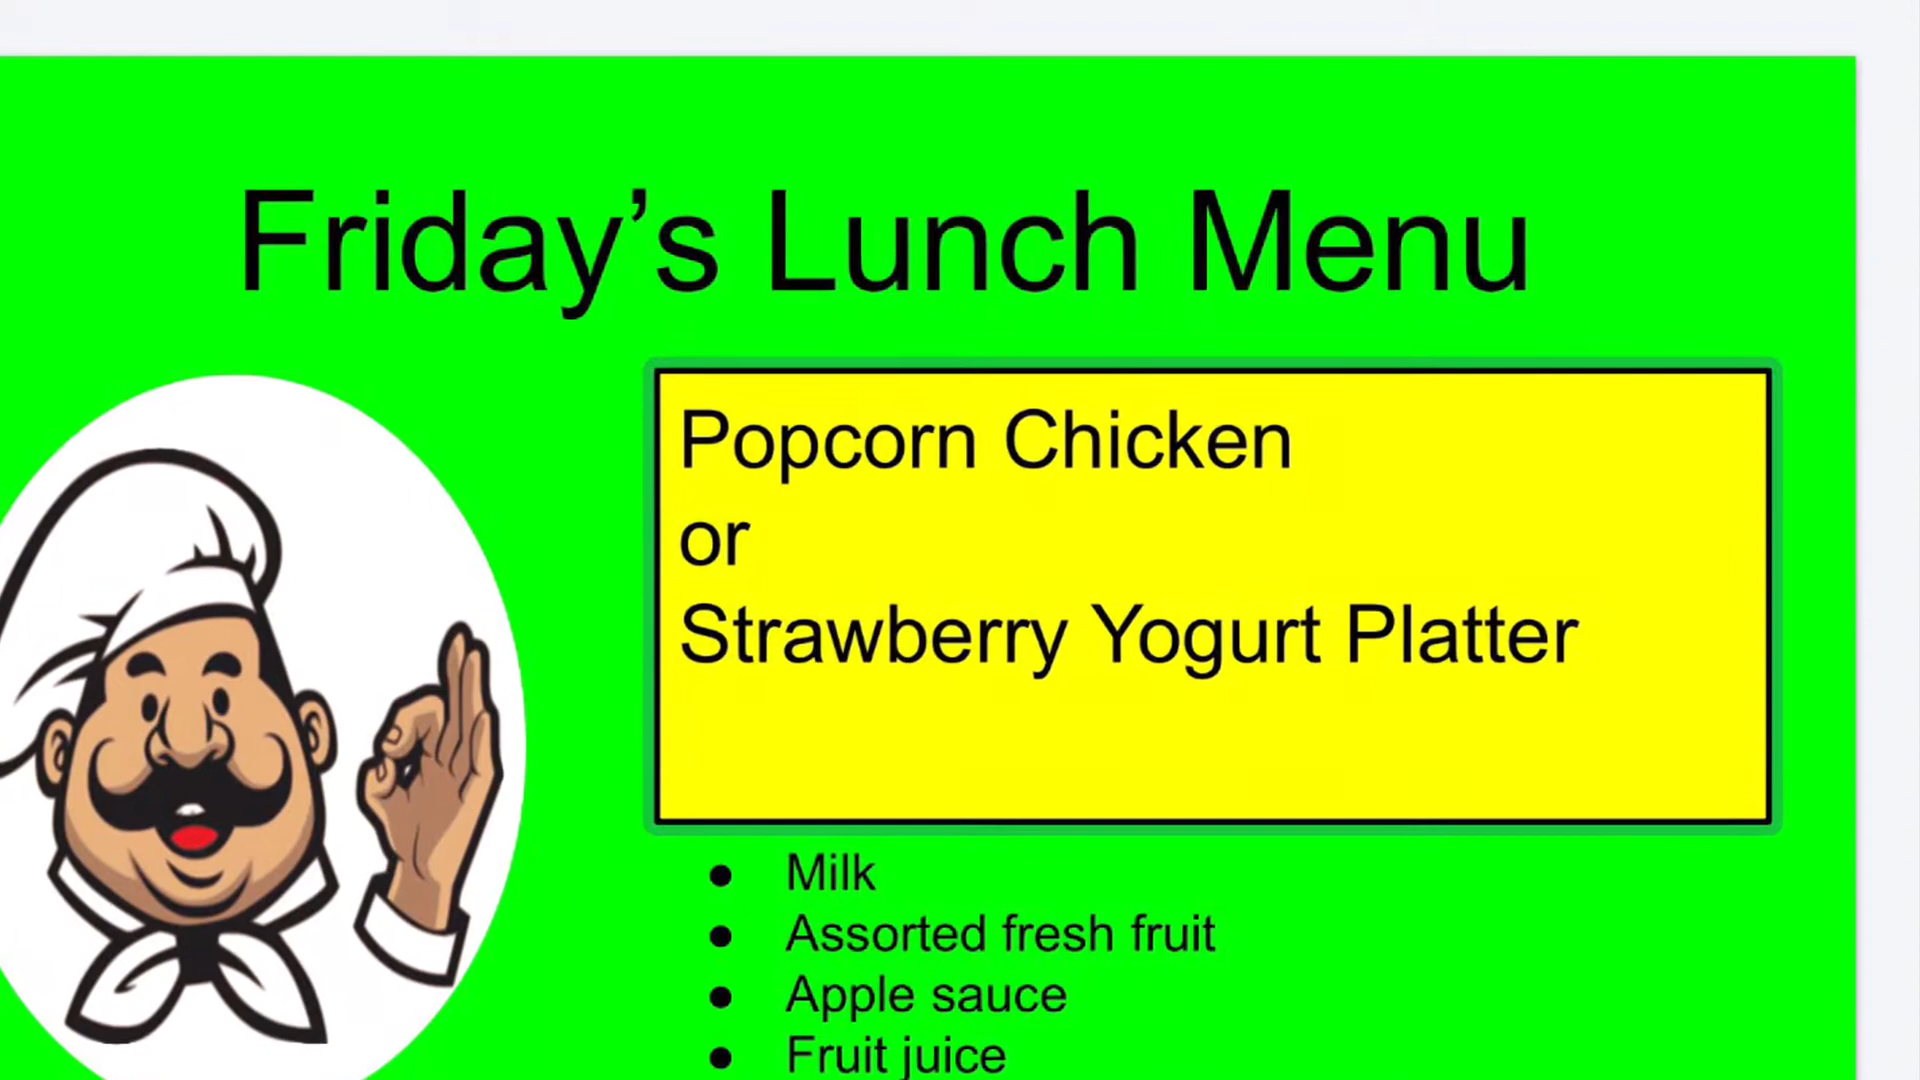 Friday’s Lunch Menu
Popcorn Chicken
or
Strawberry Yogurt Platter
● Milk
● Assorted fresh fruit
● Apple sauce
● Fruit juice